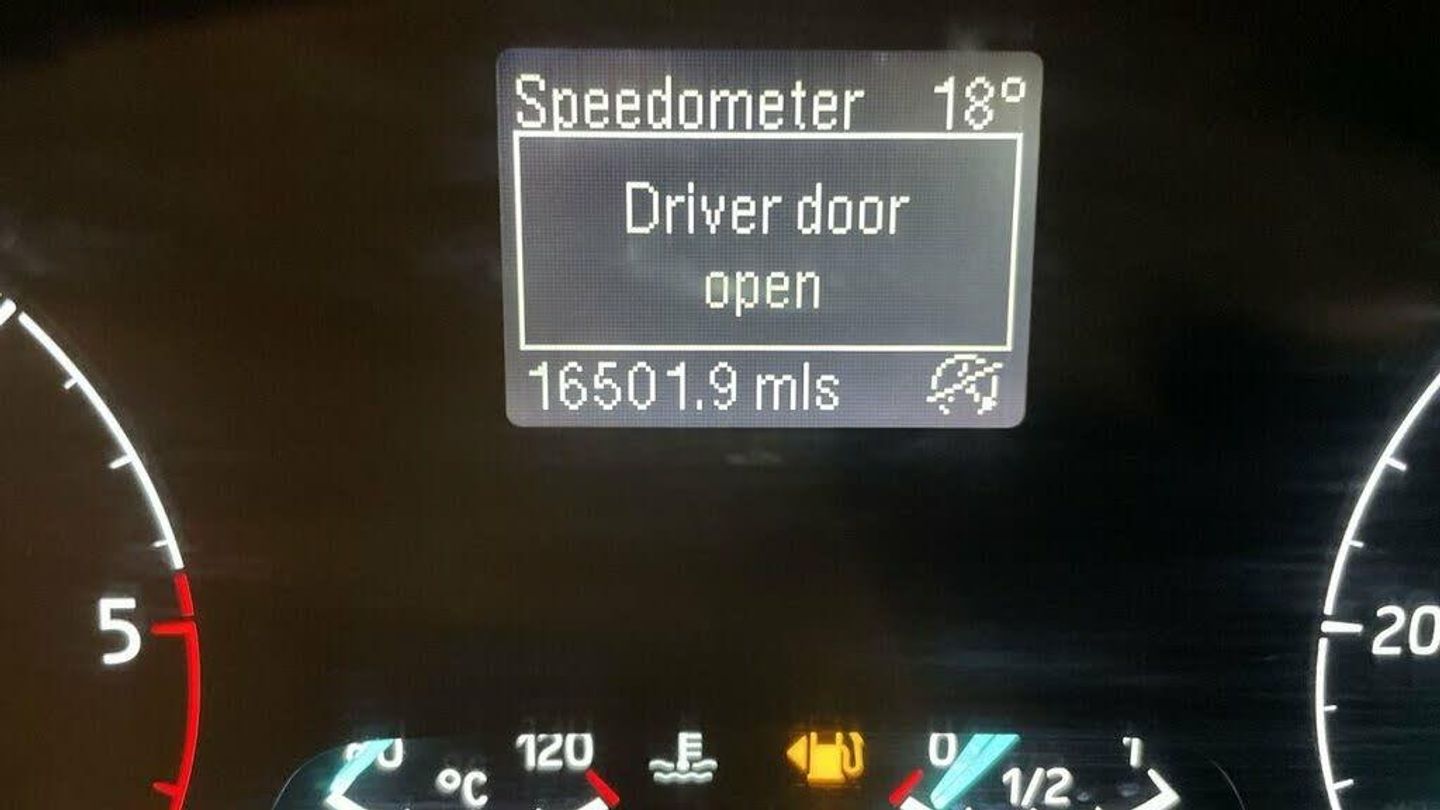 Speedometer 18°
Driver door
open
16501.9 mls
5
20
120
0
1
°C
1/2